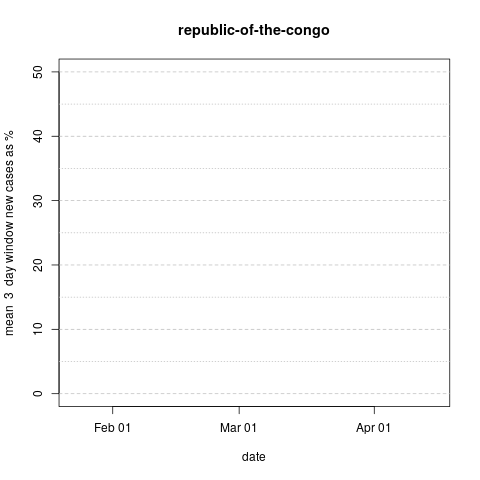 republic-of-the-congo
mean  3  day window new cases as %
50
40
30
20
10
0
Feb 01
Mar 01
Apr 01
date